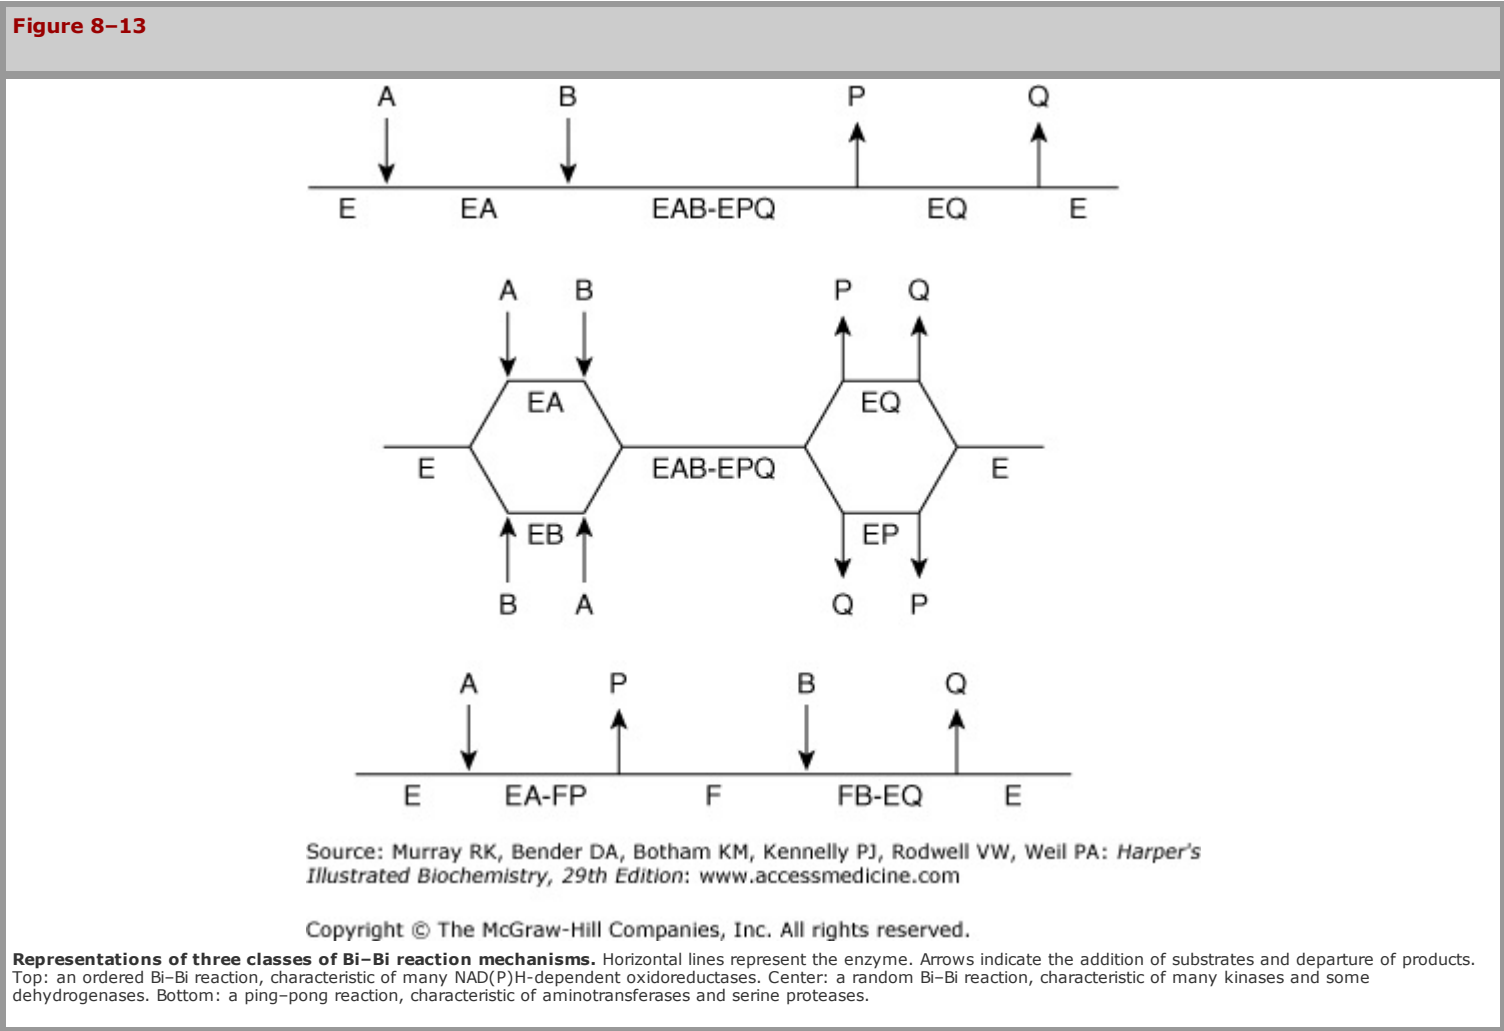 Figure 8–13
A B P Q
E EA EAB-EPQ EQ E
A B P Q
EA EQ
E EAB-EPQ E
EB EP
B A Q P
A P B Q
E EA-FP F FB-EQ E
Source: Murray RK, Bender DA, Botham KM, Kennelly PJ, Rodwell VW, Weil PA: Harper's
Illustrated Biochemistry, 29th Edition: www.accessmedicine.com
Copyright © The McGraw-Hill Companies, Inc. All rights reserved.
Representations of three classes of Bi–Bi reaction mechanisms. Horizontal lines represent the enzyme. Arrows indicate the addition of substrates and departure of products.
Top: an ordered Bi–Bi reaction, characteristic of many NAD(P)H-dependent oxidoreductases. Center: a random Bi–Bi reaction, characteristic of many kinases and some
dehydrogenases. Bottom: a ping–pong reaction, characteristic of aminotransferases and serine proteases.